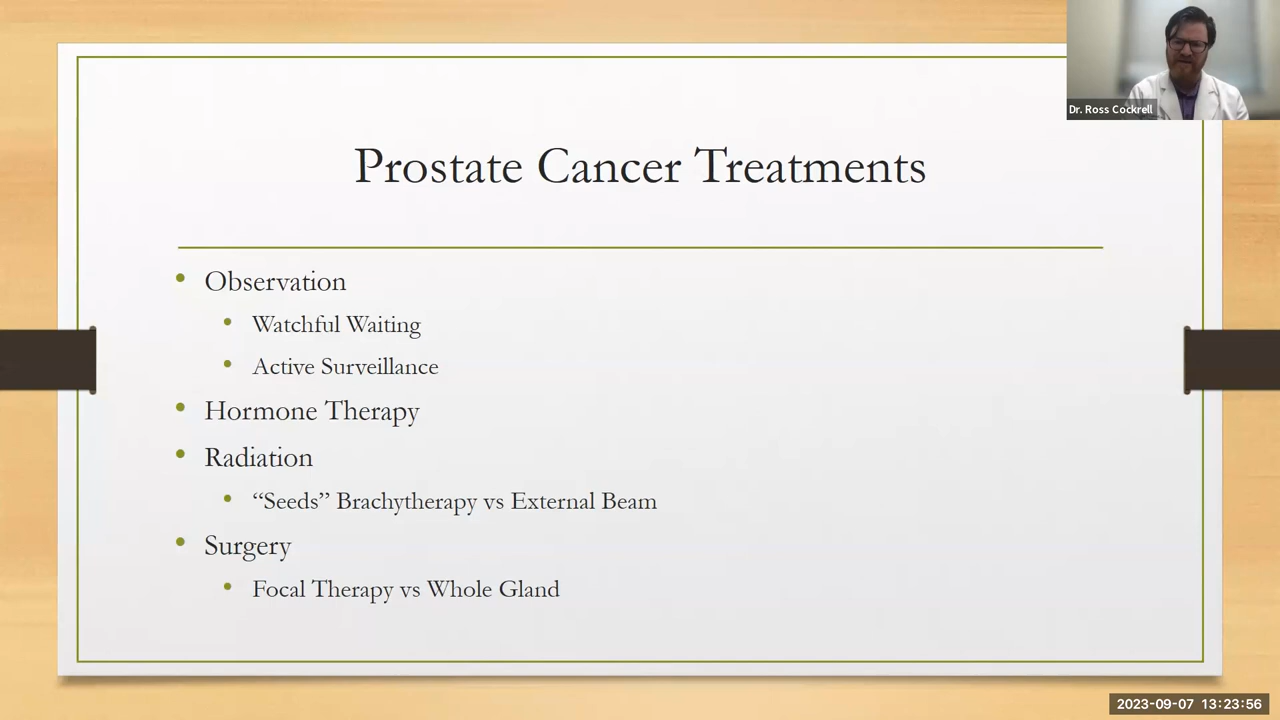 Dr. Ross Cockrell
Prostate Cancer Treatments
Observation
Watchful Waiting
Active Surveillance
Hormone Therapy
Radiation
“Seeds” Brachytherapy vs External Beam
Surgery
Focal Therapy vs Whole Gland
2023-09-07 13:23:56